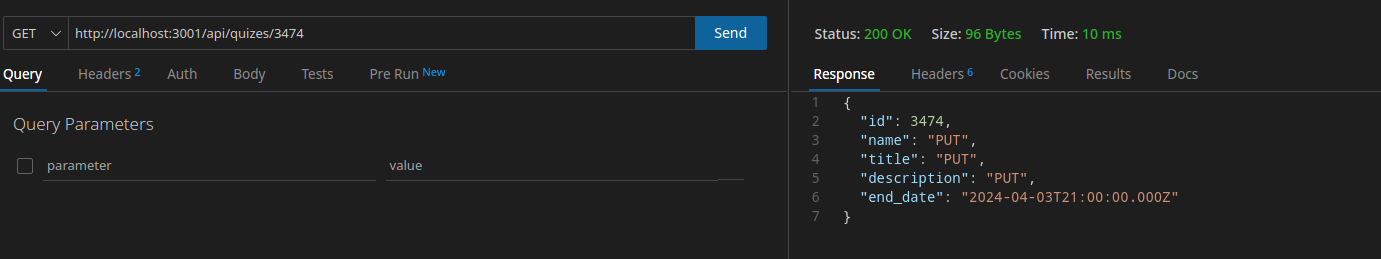 GET http://localhost:3001/api/quizes/3474 Send
Query Headers 2 Auth Body Tests Pre Run New
Query Parameters
parameter value
Status: 200 OK Size: 96 Bytes Time: 10 ms
Response Headers 6 Cookies Results Docs
1 {
2 "id": 3474,
3 "name": "PUT",
4 "title": "PUT",
5 "description": "PUT",
6 "end_date": "2024-04-03T21:00:00.000Z"
7 }